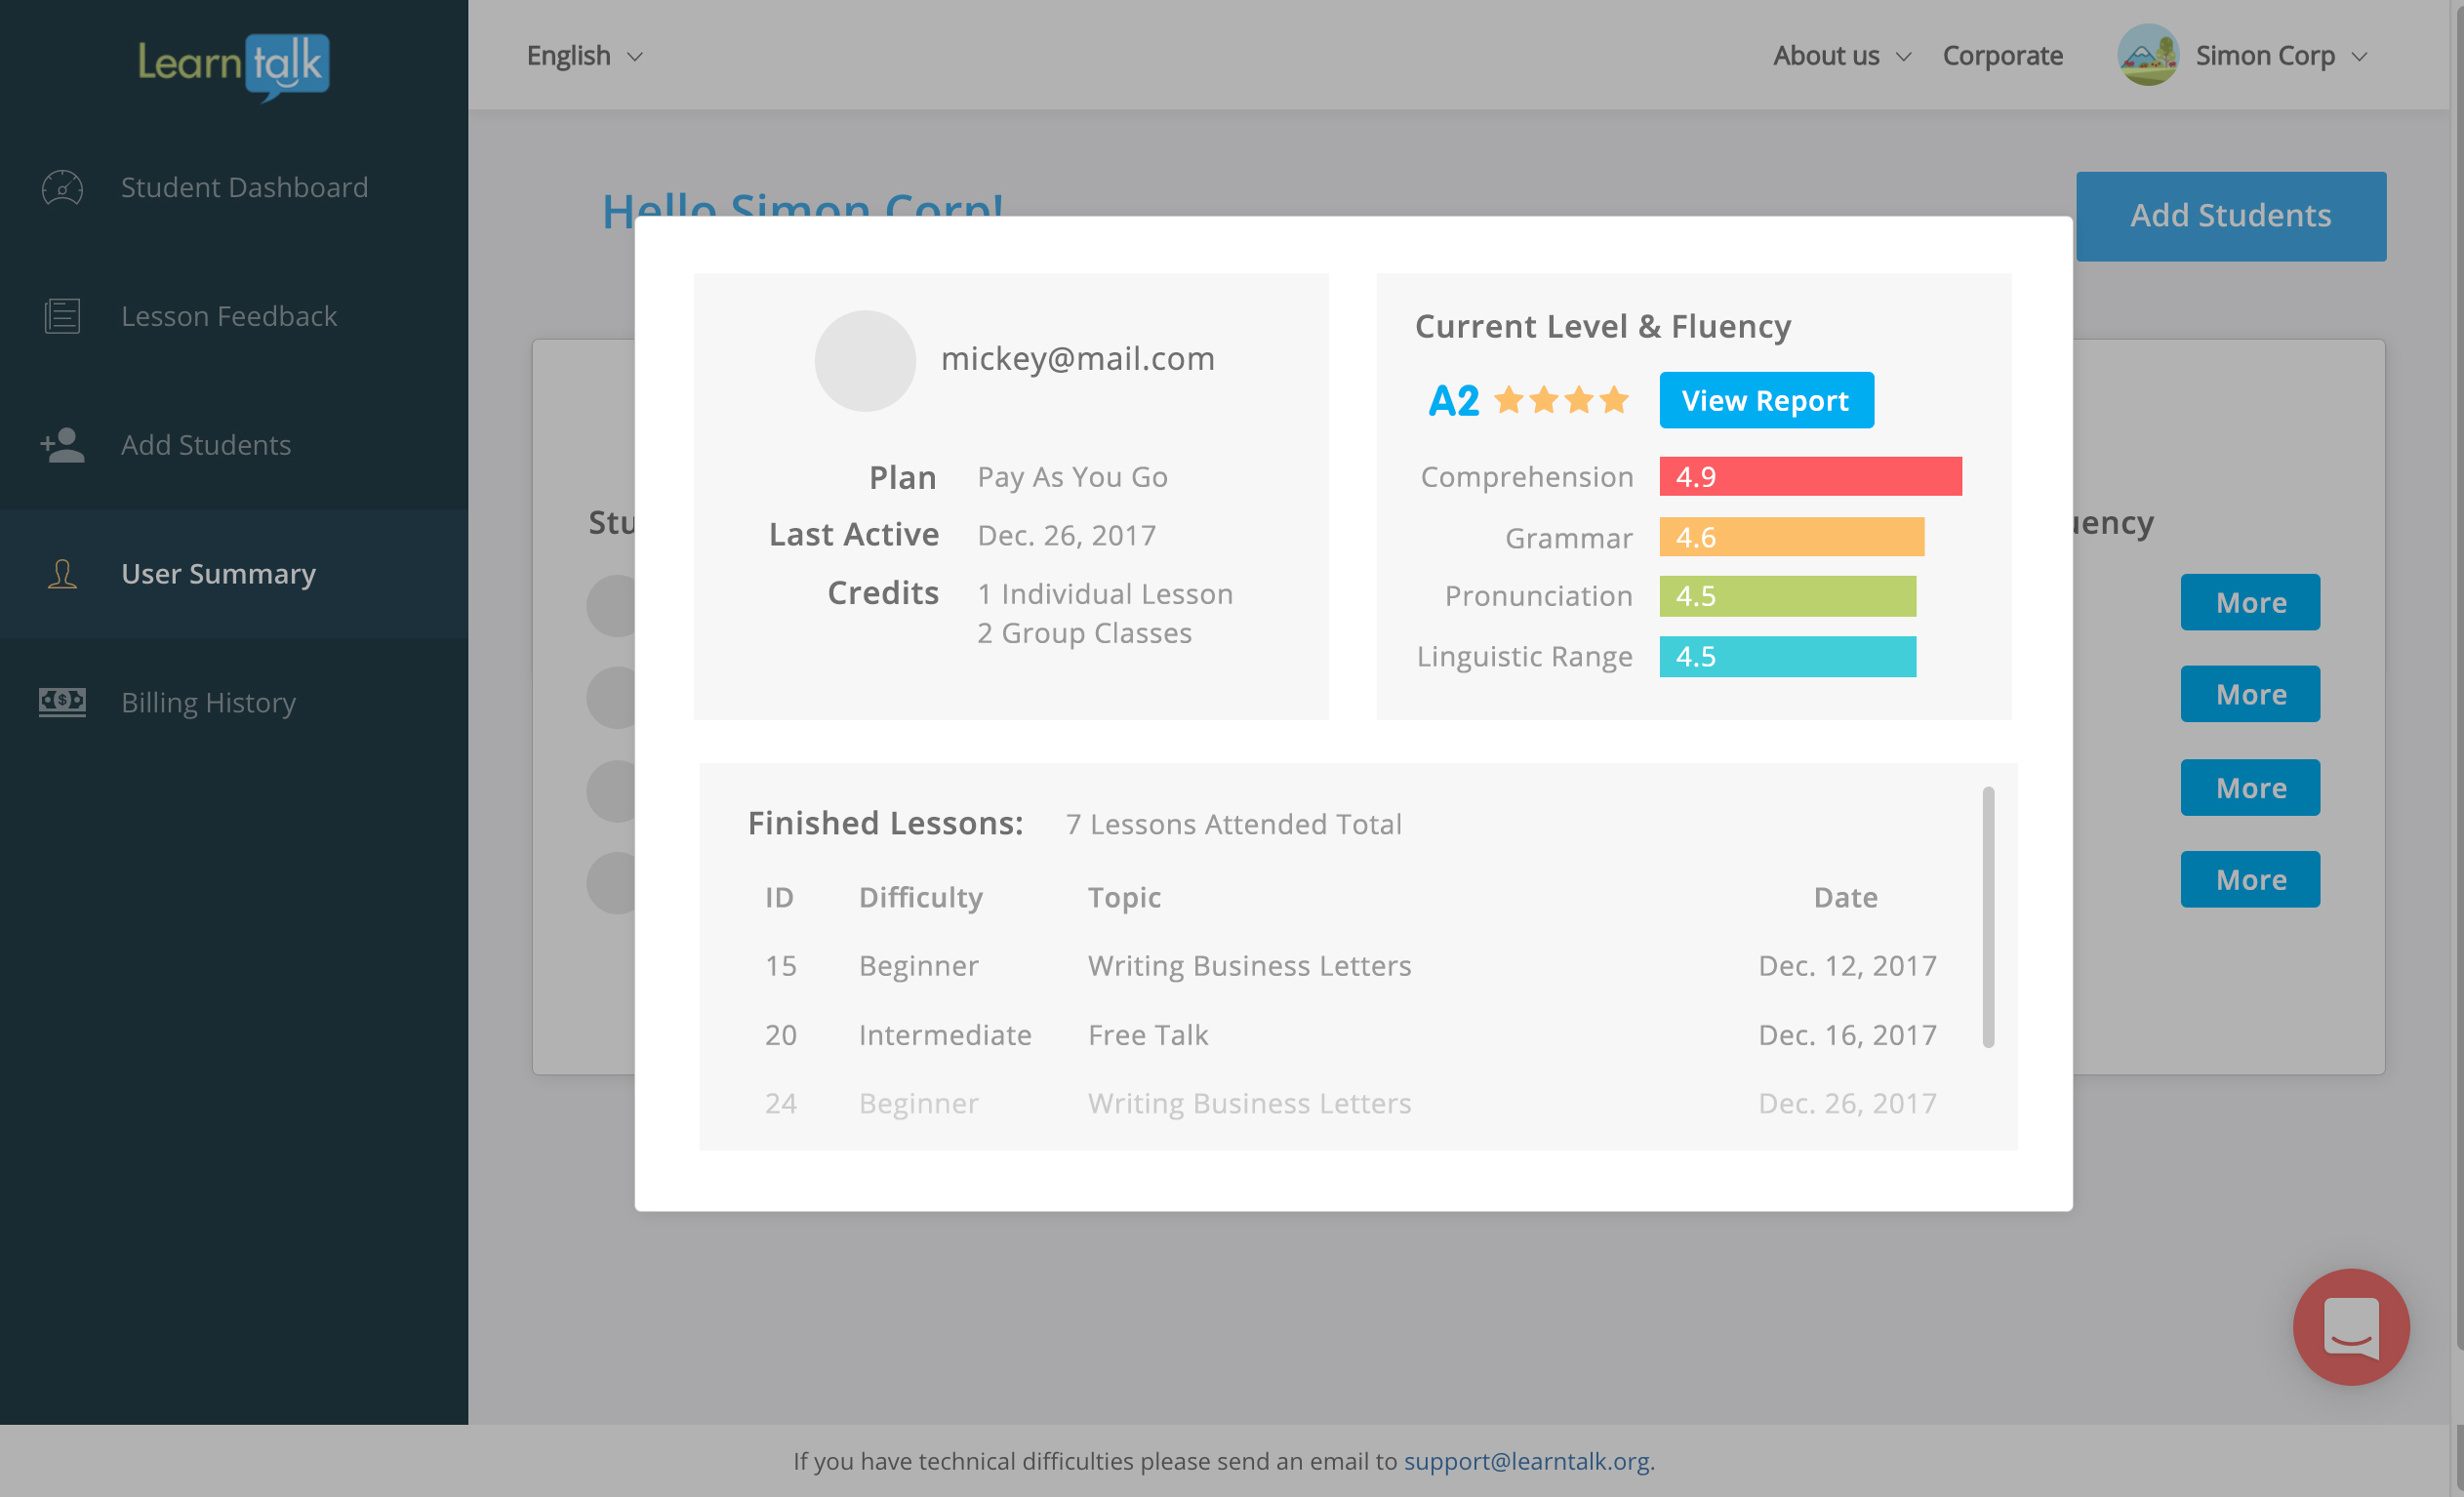 Learn talk
English
About us
Corporate
Simon Corp
Student Dashboard
Lesson Feedback
Add Students
User Summary
Billing History
Hello Simon Corp!
Add Students
mickey@mail.com
Plan Pay As You Go
Last Active Dec. 26, 2017
Credits 1 Individual Lesson
2 Group Classes
Current Level & Fluency
A2 View Report
Comprehension 4.9
Grammar 4.6
Pronunciation 4.5
Linguistic Range 4.5
Finished Lessons: 7 Lessons Attended Total
ID Difficulty Topic Date
15 Beginner Writing Business Letters Dec. 12, 2017
20 Intermediate Free Talk Dec. 16, 2017
24 Beginner Writing Business Letters Dec. 26, 2017
More
More
More
More
If you have technical difficulties please send an email to support@learntalk.org.